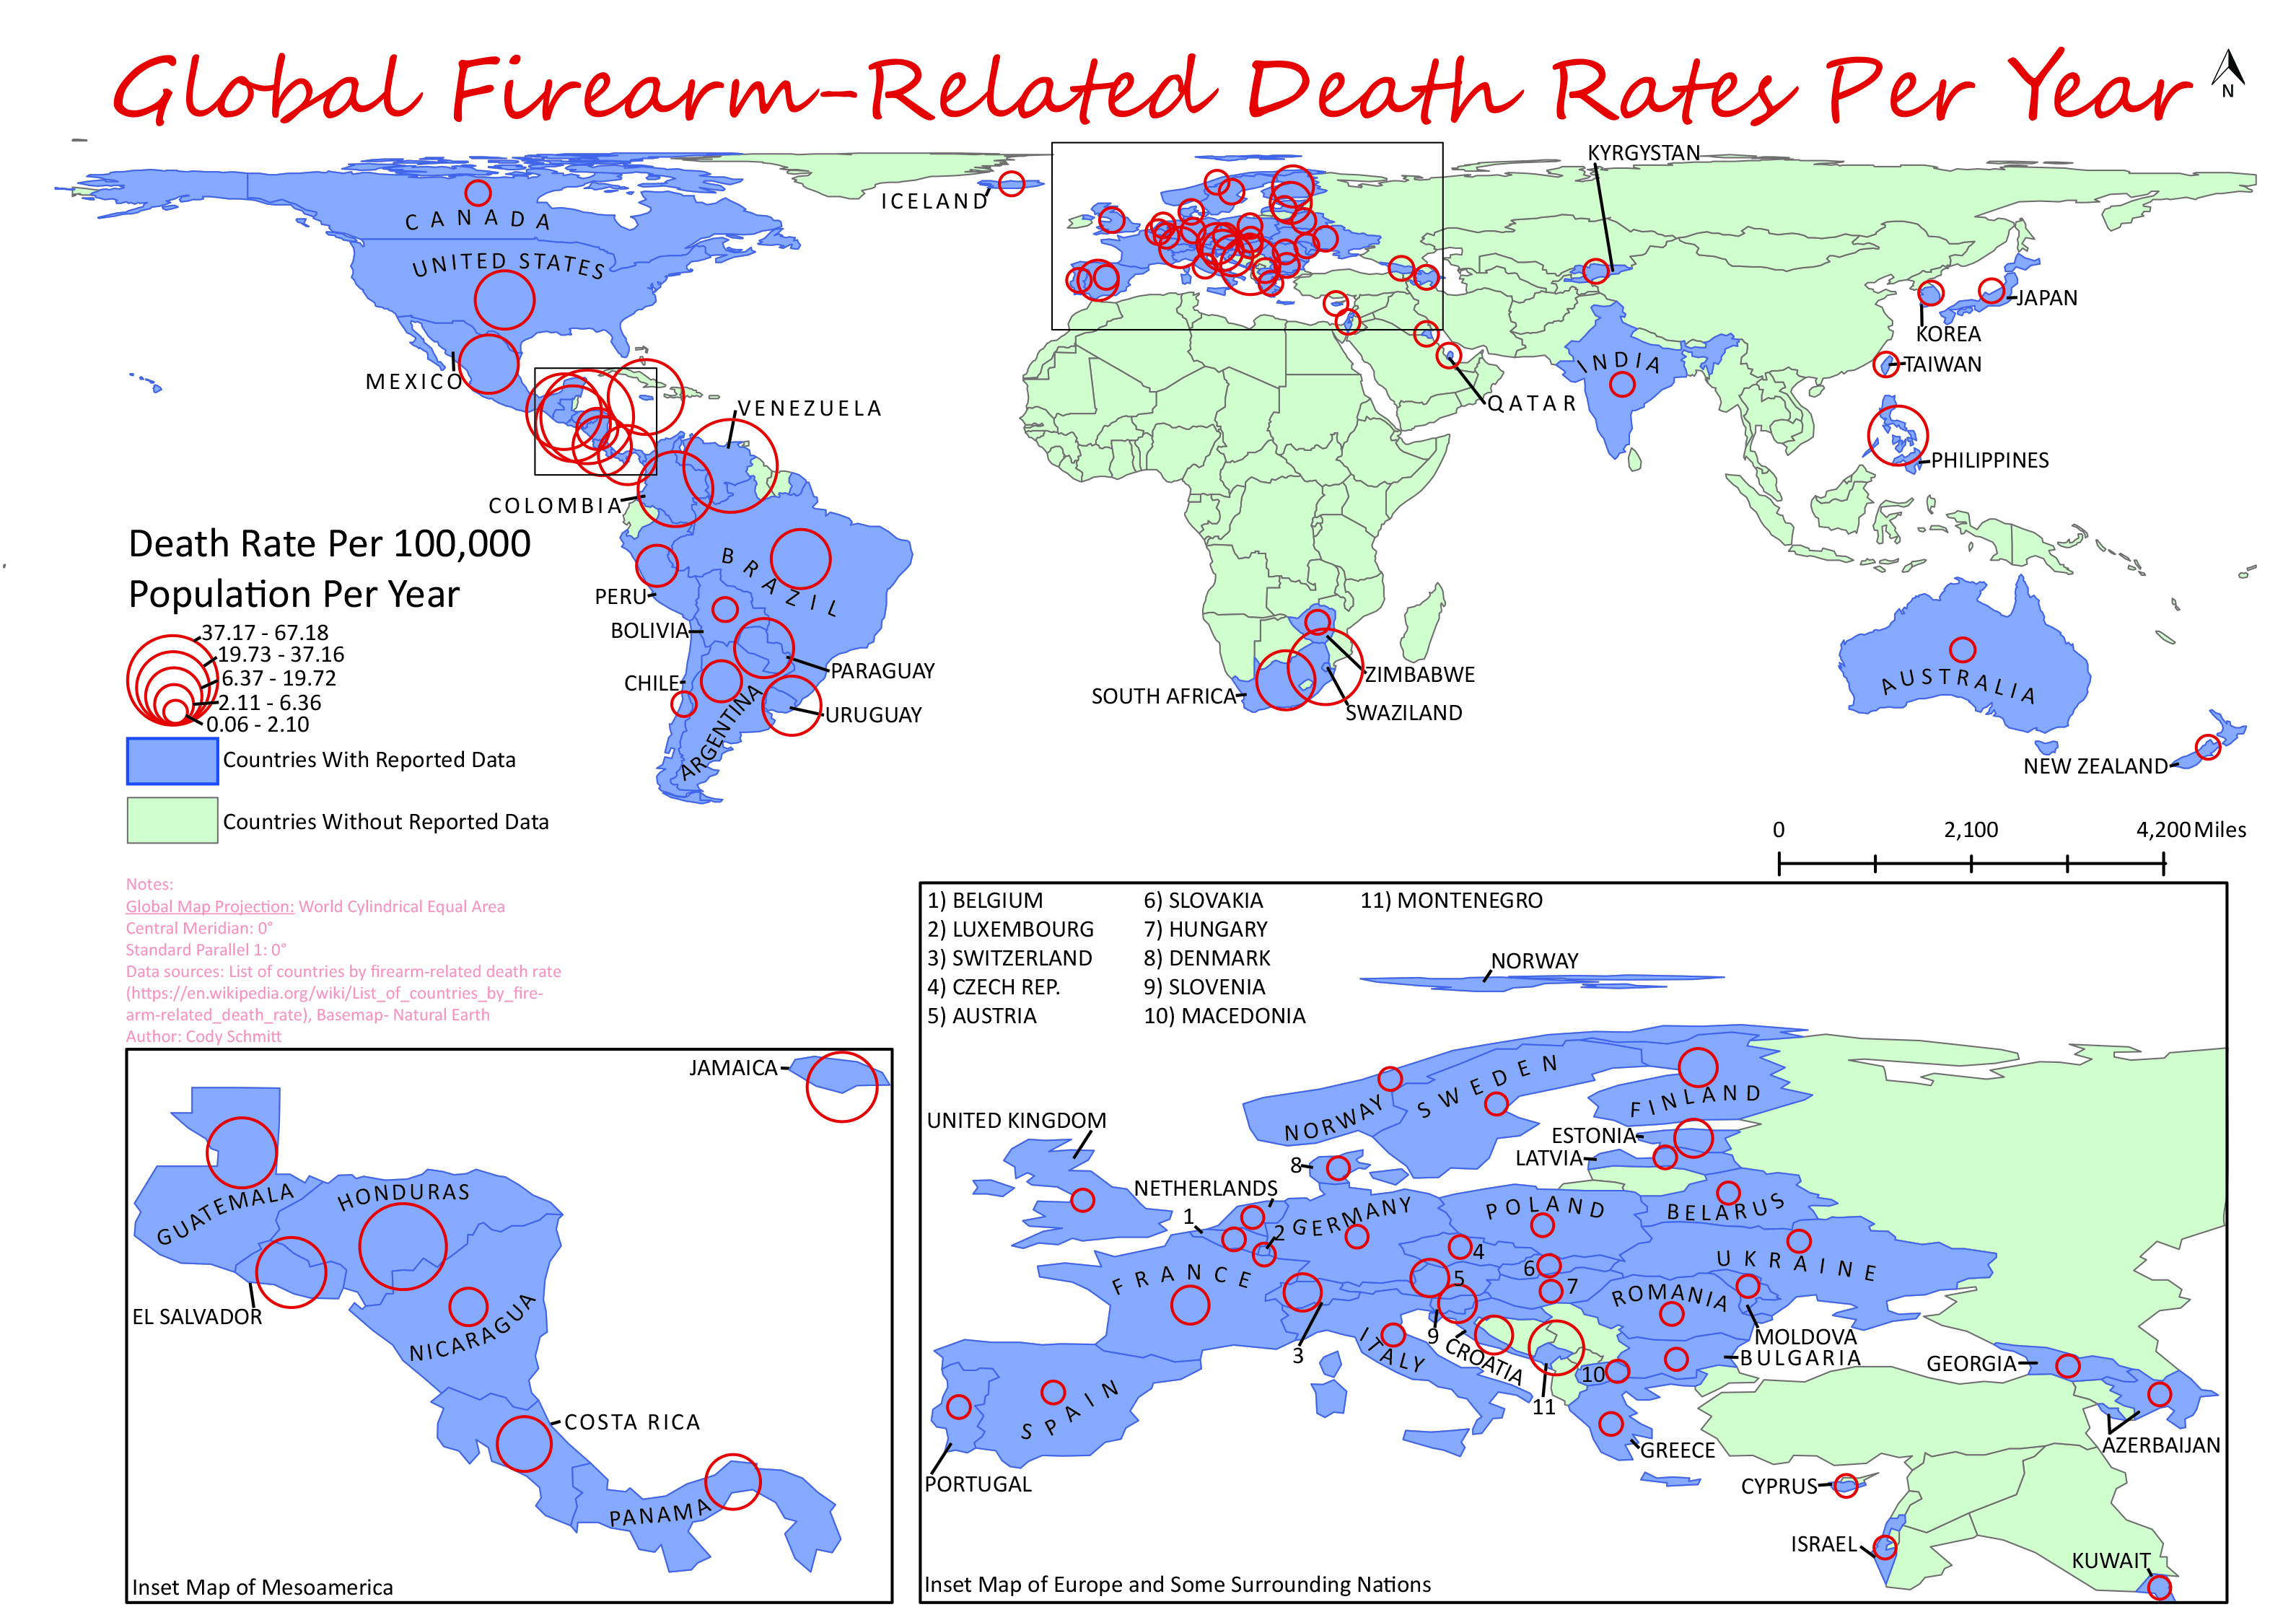 Global Firearm-Related Death Rates Per Year
N
KYRGYSTAN
ICELAND
CANADA
UNITED STATES
MEXICO
JAPAN
KOREA
TAIWAN
INDIA
QATAR
PHILIPPINES
VENEZUELA
COLOMBIA
BRAZIL
PERU
BOLIVIA
PARAGUAY
CHILE
ARGENTINA
URUGUAY
ZIMBABWE
SOUTH AFRICA
SWAZILAND
AUSTRALIA
NEW ZEALAND
Death Rate Per 100,000
Population Per Year
37.17 - 67.18
19.73 - 37.16
6.37 - 19.72
2.11 - 6.36
0.06 - 2.10
Countries With Reported Data
Countries Without Reported Data
0 2,100 4,200 Miles
Notes:
Global Map Projection: World Cylindrical Equal Area
Central Meridian: 0°
Standard Parallel 1: 0°
Data sources: List of countries by firearm-related death rate
(https://en.wikipedia.org/wiki/List_of_countries_by_fire-
arm-related_death_rate), Basemap- Natural Earth
Author: Cody Schmitt
JAMAICA
GUATEMALA
HONDURAS
EL SALVADOR
NICARAGUA
COSTA RICA
PANAMA
Inset Map of Mesoamerica
1) BELGIUM
2) LUXEMBOURG
3) SWITZERLAND
4) CZECH REP.
5) AUSTRIA
6) SLOVAKIA
7) HUNGARY
8) DENMARK
9) SLOVENIA
10) MACEDONIA
11) MONTENEGRO
NORWAY
UNITED KINGDOM
NORWAY
SWEDEN
FINLAND
ESTONIA
LATVIA
8
NETHERLANDS
1
2
GERMANY
POLAND
BELARUS
UKRAINE
FRANCE
4
5
6
7
ROMANIA
MOLDOVA
BULGARIA
3
9
ITALY
CROATIA
10
11
GEORGIA
AZERBAIJAN
SPAIN
PORTUGAL
GREECE
CYPRUS
ISRAEL
KUWAIT
Inset Map of Europe and Some Surrounding Nations